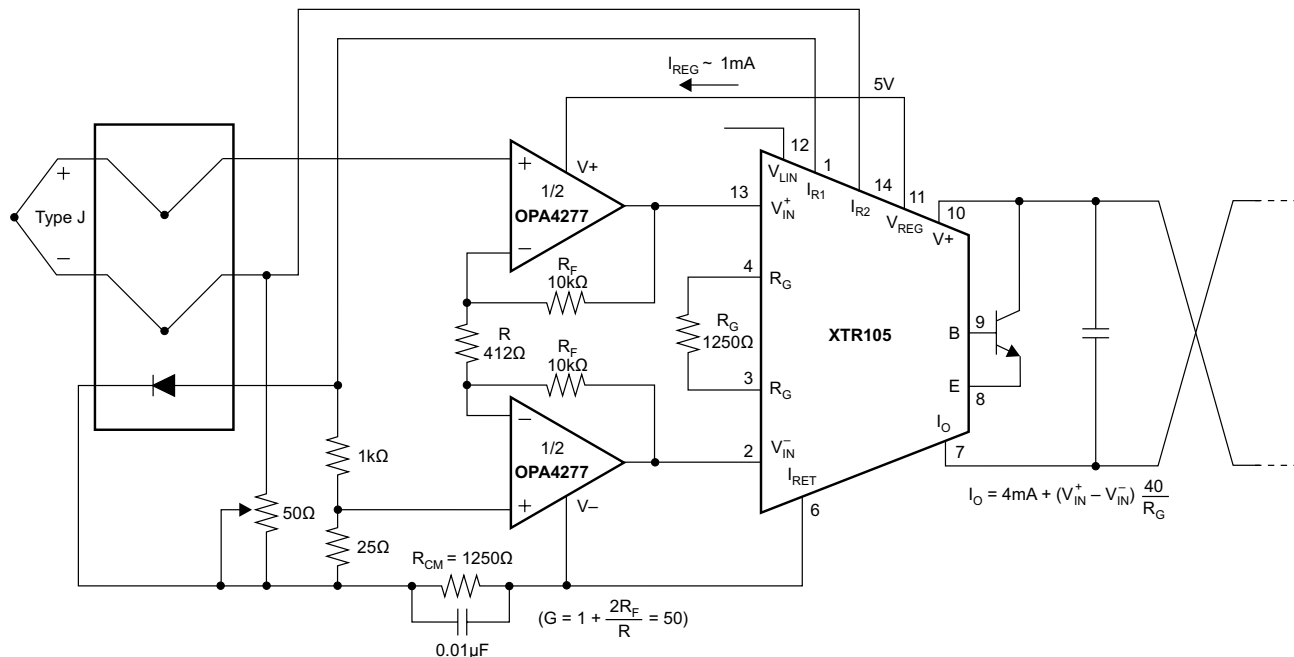 I_REG ~ 1mA
5V
+
Type J
−
+
V+
1/2
OPA4277
−
R_F
10kΩ
R
412Ω
R_F
10kΩ
−
1/2
OPA4277
+
V–
12
V_LIN
1
I_R1
14
I_R2
11
V_REG
10
V+
13
V_IN^+
4
R_G
R_G
1250Ω
3
R_G
XTR105
B
9
E
8
I_O
7
2
V_IN^–
I_RET
6
1kΩ
50Ω
25Ω
R_CM = 1250Ω
0.01µF
(G = 1 + 2R_F/R = 50)
I_O = 4mA + (V_IN^+ – V_IN^–) 40/R_G